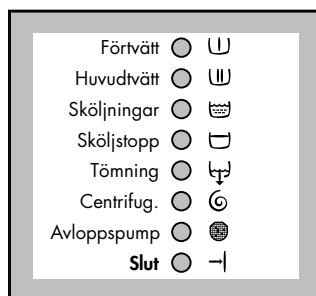 Förtvätt
Huvudtvätt
Sköljningar
Sköljstopp
Tömning
Centrifug.
Avloppspump
Slut